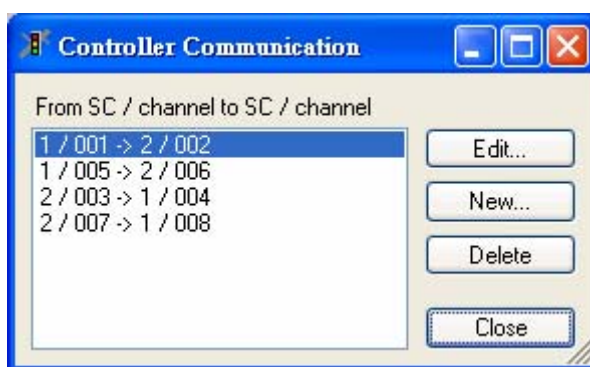 Controller Communication
From SC / channel to SC / channel
1 / 001 -> 2 / 002
1 / 005 -> 2 / 006
2 / 003 -> 1 / 004
2 / 007 -> 1 / 008
Edit...
New...
Delete
Close